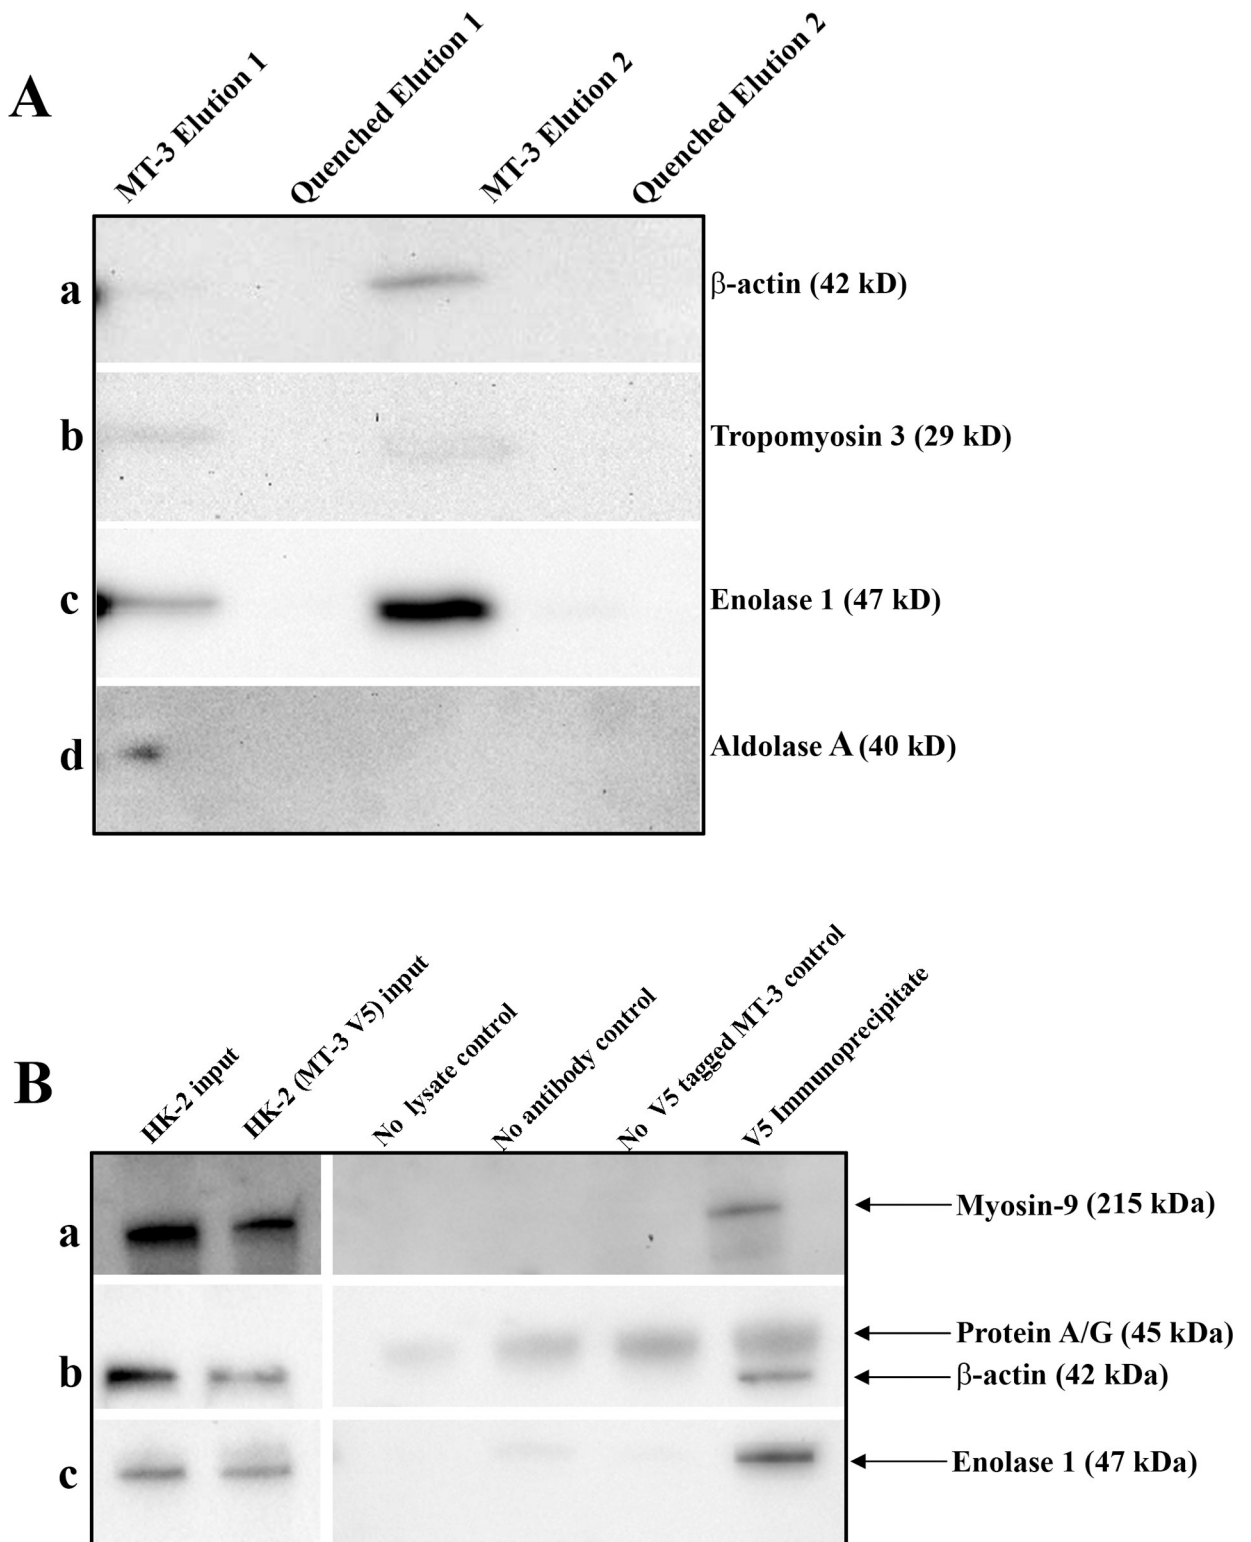 A
MT-3 Elution 1
Quenched Elution 1
MT-3 Elution 2
Quenched Elution 2
a
β-actin (42 kD)
b
Tropomyosin 3 (29 kD)
c
Enolase 1 (47 kD)
d
Aldolase A (40 kD)
B
HK-2 input
HK-2 (MT-3 V5) input
No lysate control
No antibody control
No V5 tagged MT-3 control
V5 Immunoprecipitate
a
Myosin-9 (215 kDa)
Protein A/G (45 kDa)
b
β-actin (42 kDa)
c
Enolase 1 (47 kDa)